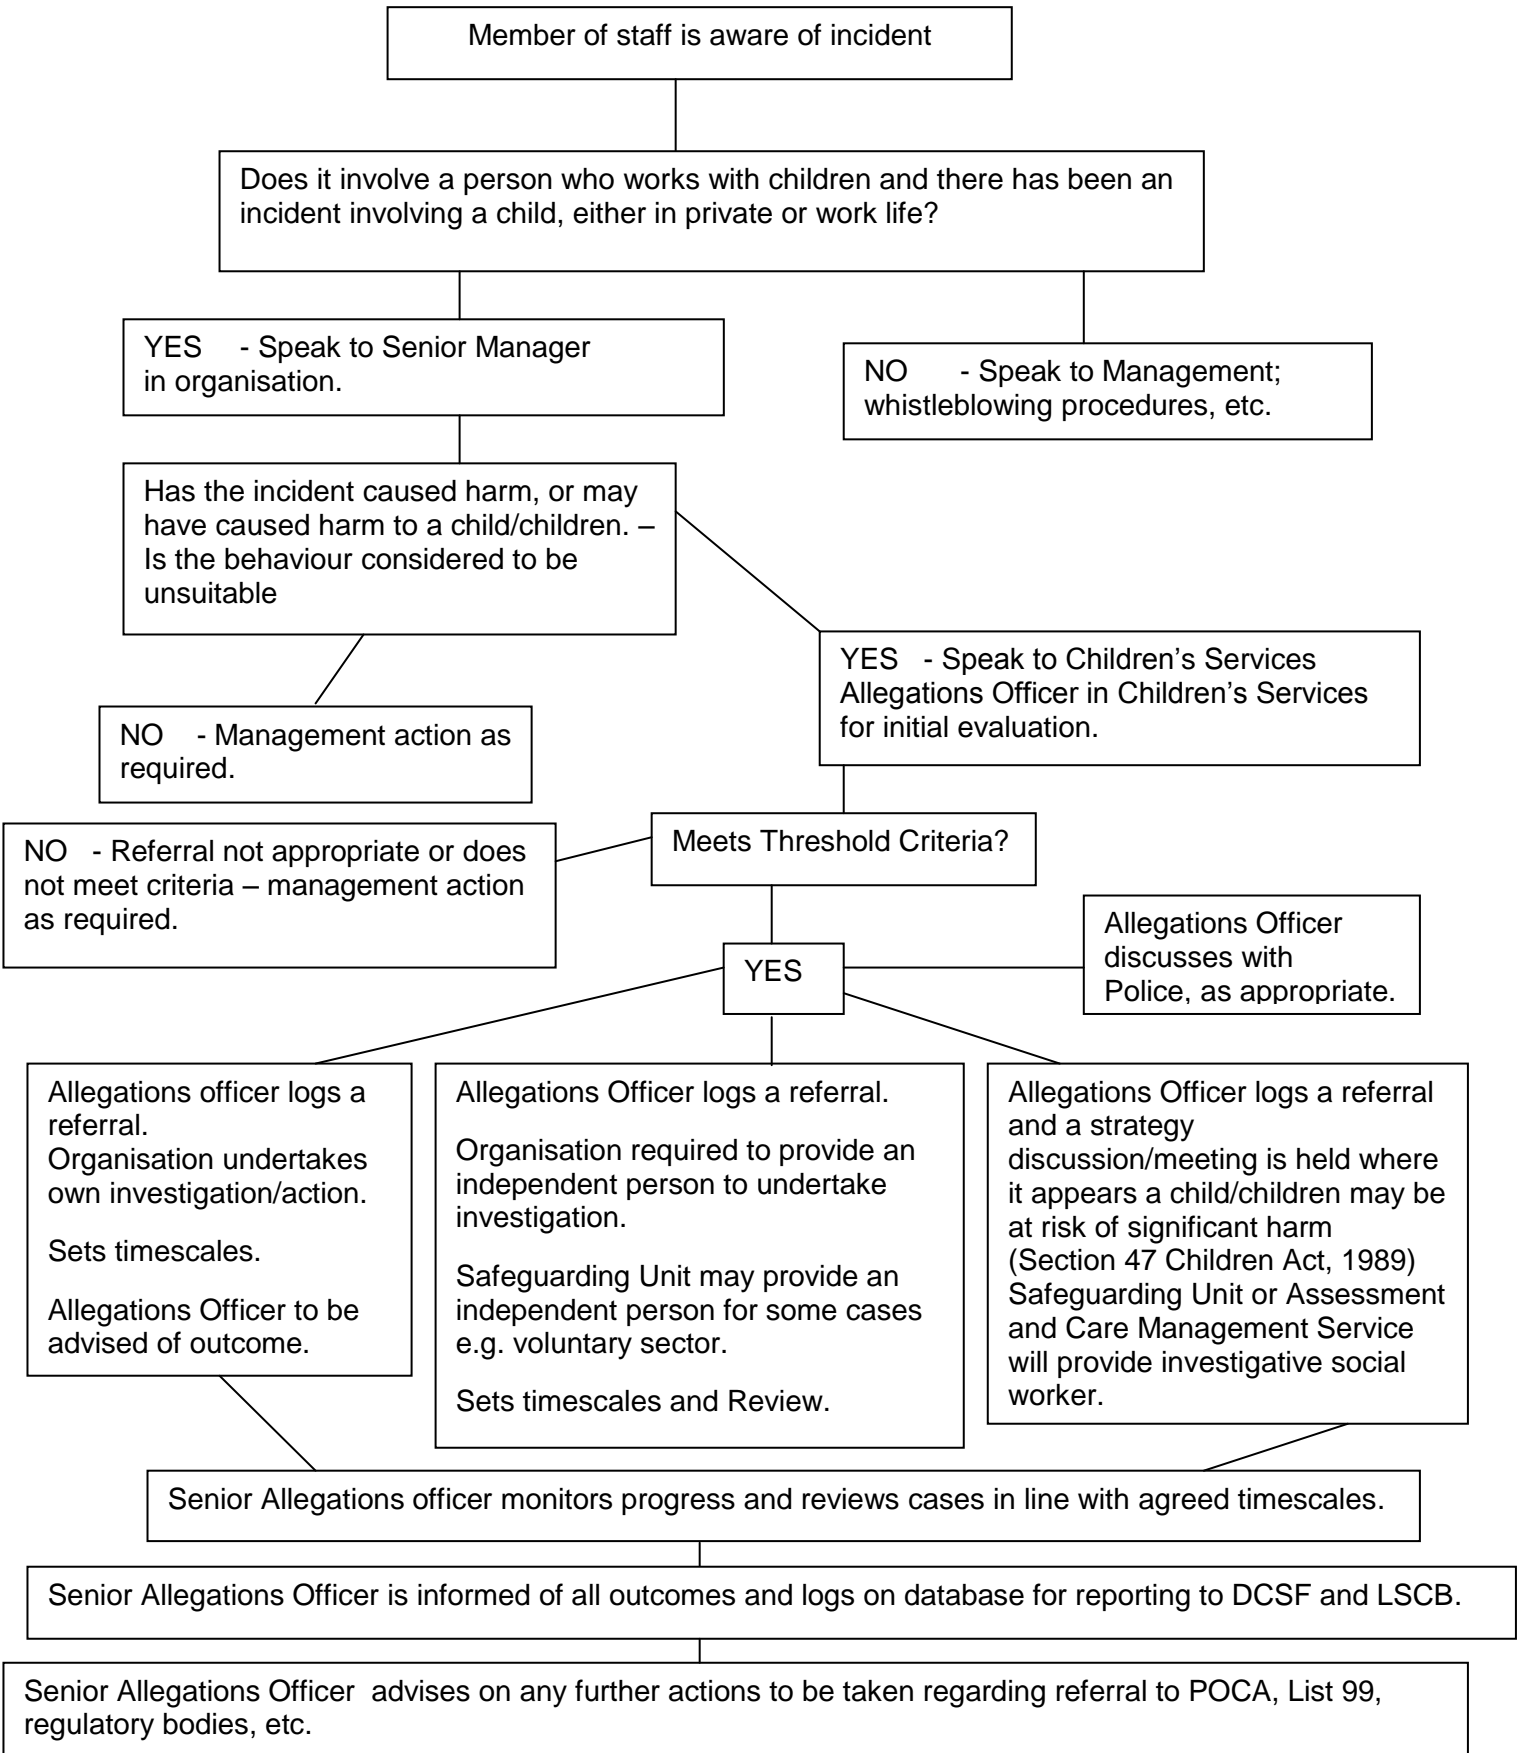 Member of staff is aware of incident
Does it involve a person who works with children and there has been an
incident involving a child, either in private or work life?
YES - Speak to Senior Manager
in organisation.
NO - Speak to Management;
whistleblowing procedures, etc.
Has the incident caused harm, or may
have caused harm to a child/children. –
Is the behaviour considered to be
unsuitable
YES - Speak to Children’s Services
Allegations Officer in Children’s Services
for initial evaluation.
NO - Management action as
required.
Meets Threshold Criteria?
NO - Referral not appropriate or does
not meet criteria – management action
as required.
Allegations Officer
discusses with
Police, as appropriate.
YES
Allegations officer logs a
referral.
Organisation undertakes
own investigation/action.
Sets timescales.
Allegations Officer to be
advised of outcome.
Allegations Officer logs a referral.
Organisation required to provide an
independent person to undertake
investigation.
Safeguarding Unit may provide an
independent person for some cases
e.g. voluntary sector.
Sets timescales and Review.
Allegations Officer logs a referral
and a strategy
discussion/meeting is held where
it appears a child/children may be
at risk of significant harm
(Section 47 Children Act, 1989)
Safeguarding Unit or Assessment
and Care Management Service
will provide investigative social
worker.
Senior Allegations officer monitors progress and reviews cases in line with agreed timescales.
Senior Allegations Officer is informed of all outcomes and logs on database for reporting to DCSF and LSCB.
Senior Allegations Officer advises on any further actions to be taken regarding referral to POCA, List 99,
regulatory bodies, etc.